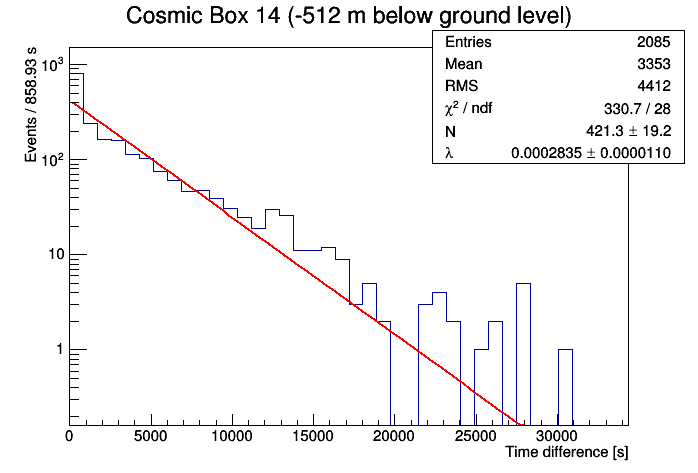 Cosmic Box 14 (-512 m below ground level)
Entries 2085
Mean 3353
RMS 4412
χ² / ndf 330.7 / 28
N 421.3 ± 19.2
λ 0.0002835 ± 0.0000110
Events / 858.93 s
10³
10²
10
1
0 5000 10000 15000 20000 25000 30000
Time difference [s]